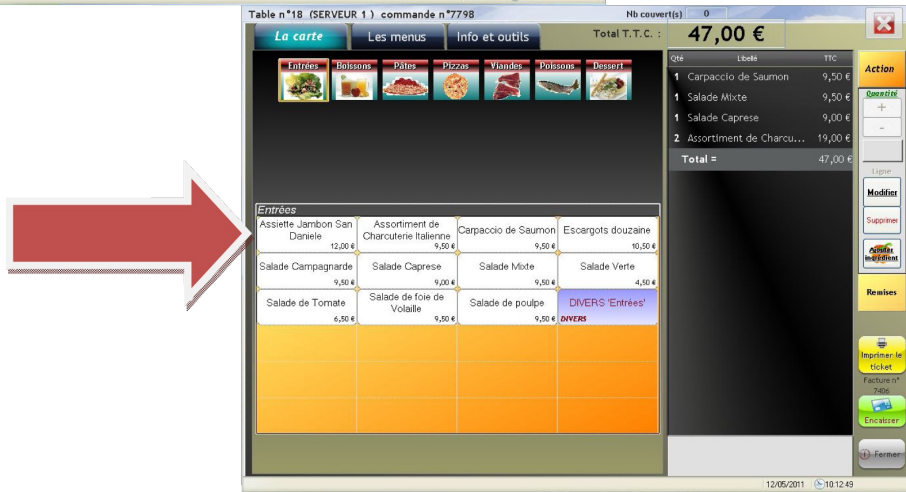 Table n°18 (SERVEUR 1 ) commande n°7798 Nb couvert(s) 0
La carte Les menus Info et outils Total T.T.C. : 47,00 €
Entrées Boissons Pâtes Pizzas Viandes Poissons Dessert
Qté Libellé TTC
1 Carpaccio de Saumon 9,50 €
1 Salade Mixte 9,50 €
1 Salade Caprese 9,00 €
2 Assortiment de Charcu... 19,00 €
Total = 47,00 €
Action
Quantité
+
-
Ligne
Modifier
Supprimer
Ajouter
ingrédient
Remises
Imprimer le
ticket
Facture n°
7406
Encaisser
Fermer
Entrées
Assiette Jambon San
Daniele
12,00 €
Assortiment de
Charcuterie Italienne
9,50 €
Carpaccio de Saumon
9,50 €
Escargots douzaine
10,50 €
Salade Campagnarde
9,50 €
Salade Caprese
9,00 €
Salade Mixte
9,50 €
Salade Verte
4,50 €
Salade de Tomate
6,50 €
Salade de foie de
Volaille
9,50 €
Salade de poulpe
9,50 €
DIVERS 'Entrées'
DIVERS
12/05/2011 10:12:49